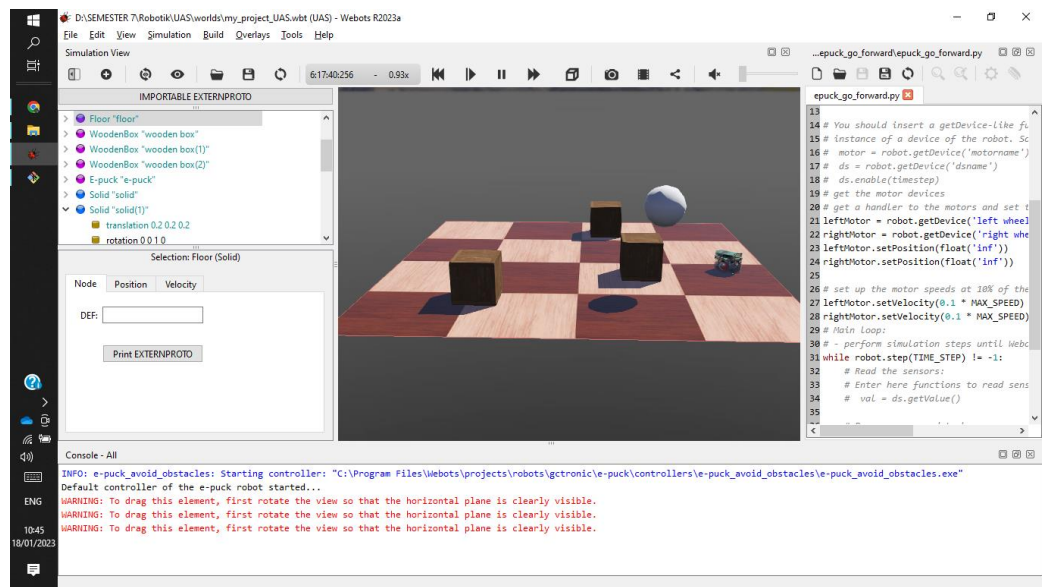 D:\SEMESTER 7\Robotik\UAS\worlds\my_project_UAS.wbt (UAS) - Webots R2023a
File Edit View Simulation Build Overlays Tools Help
Simulation View
...epuck_go_forward\epuck_go_forward.py
6:17:40:256 - 0.93x
IMPORTABLE EXTERNPROTO
Floor "floor"
WoodenBox "wooden box"
WoodenBox "wooden box(1)"
WoodenBox "wooden box(2)"
E-puck "e-puck"
Solid "solid"
Solid "solid(1)"
translation 0.2 0.2 0.2
rotation 0 0 1 0
Selection: Floor (Solid)
Node Position Velocity
DEF:
Print EXTERNPROTO
epuck_go_forward.py
13
14 # You should insert a getDevice-like fu
15 # instance of a device of the robot. So
16 #  motor = robot.getDevice('motorname')
17 #  ds = robot.getDevice('dsname')
18 #  ds.enable(timestep)
19 # get the motor devices
20 # get a handler to the motors and set t
21 leftMotor = robot.getDevice('left wheel
22 rightMotor = robot.getDevice('right whe
23 leftMotor.setPosition(float('inf'))
24 rightMotor.setPosition(float('inf'))
25
26 # set up the motor speeds at 10% of the
27 leftMotor.setVelocity(0.1 * MAX_SPEED)
28 rightMotor.setVelocity(0.1 * MAX_SPEED)
29 # Main loop:
30 # - perform simulation steps until Webo
31 while robot.step(TIME_STEP) != -1:
32     # Read the sensors:
33     # Enter here functions to read sens
34     #  val = ds.getValue()
35
Console - All
INFO: e-puck_avoid_obstacles: Starting controller: "C:\Program Files\Webots\projects\robots\gctronic\e-puck\controllers\e-puck_avoid_obstacles\e-puck_avoid_obstacles.exe"
Default controller of the e-puck robot started...
WARNING: To drag this element, first rotate the view so that the horizontal plane is clearly visible.
WARNING: To drag this element, first rotate the view so that the horizontal plane is clearly visible.
WARNING: To drag this element, first rotate the view so that the horizontal plane is clearly visible.
ENG
10:45
18/01/2023